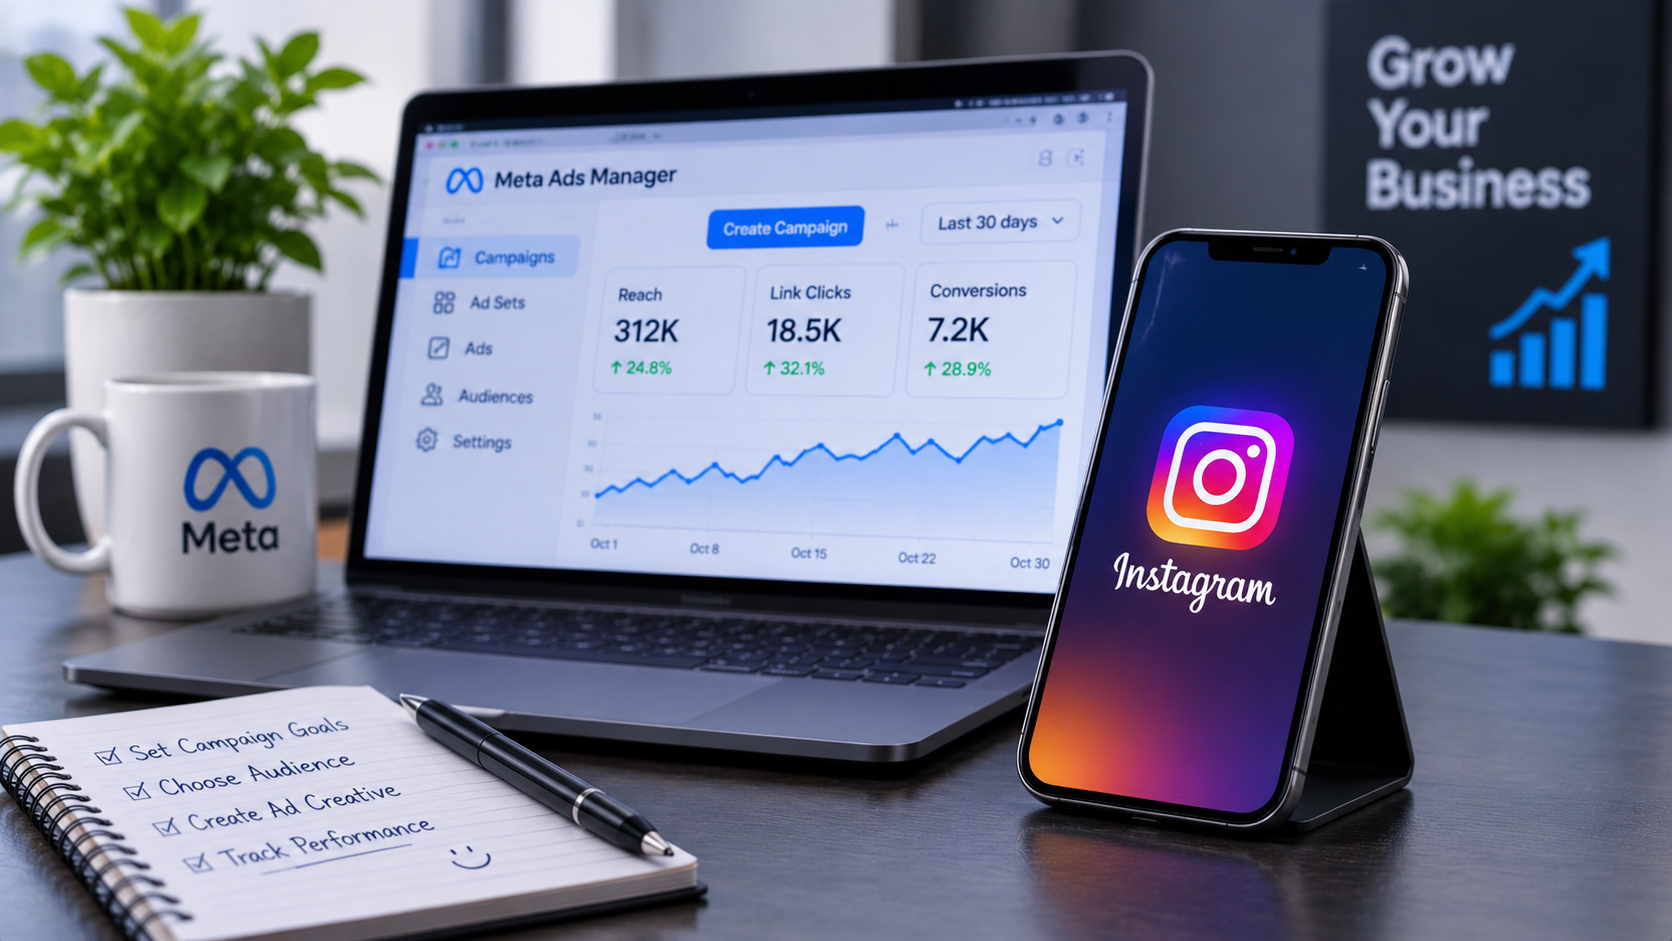 Meta Ads Manager
Create Campaign
Last 30 days
Campaigns
Ad Sets
Ads
Audiences
Settings
Reach
312K
↑ 24.8%
Link Clicks
18.5K
↑ 32.1%
Conversions
7.2K
↑ 28.9%
Oct 1
Oct 8
Oct 15
Oct 22
Oct 30
Meta
Instagram
Grow
Your
Business
Set Campaign Goals
Choose Audience
Create Ad Creative
Track Performance